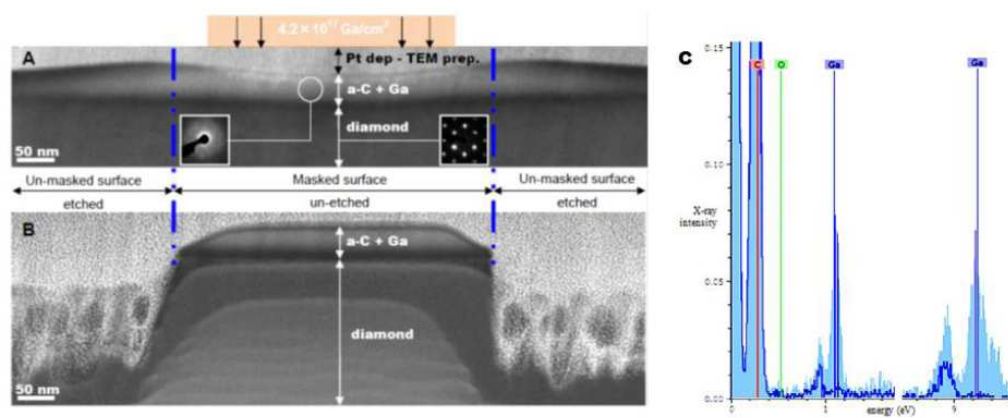 4.2×10¹⁷ Ga/cm²
A
Pt dep - TEM prep.
a-C + Ga
diamond
50 nm
Un-masked surface
etched
Masked surface
un-etched
Un-masked surface
etched
B
a-C + Ga
diamond
50 nm
C
0.15
C
O
Ga
Ga
0.10
X-ray
intensity
0.05
0.00
0
1
9
energy (eV)